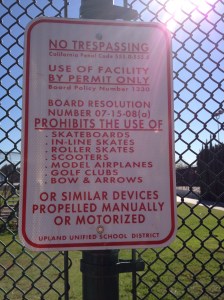 NO TRESPASSING
California Penal Code
USE OF FACILITY
BY PERMIT ONLY
Board Policy Number 1330
BOARD RESOLUTION
NUMBER 07-15-08(a)
PROHIBITS THE USE OF
. SKATEBOARDS
. IN-LINE SKATES
. ROLLER SKATES
. SCOOTERS
. MODEL AIRPLANES
. GOLF CLUBS
. BOW & ARROWS
OR SIMILAR DEVICES
PROPELLED MANUALLY
OR MOTORIZED
UPLAND UNIFIED SCHOOL DISTRICT